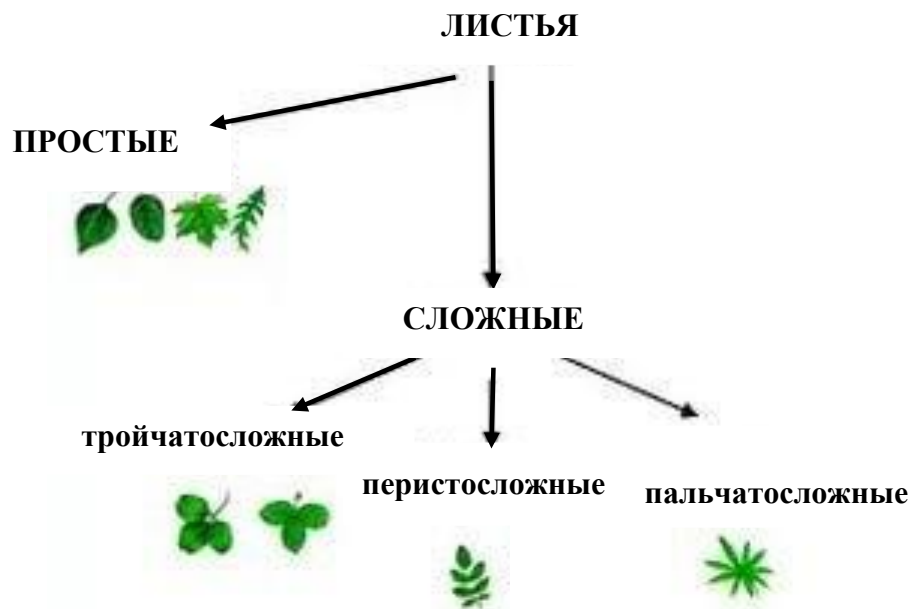 ЛИСТЬЯ
ПРОСТЫЕ
СЛОЖНЫЕ
тройчатосложные
перистосложные
пальчатосложные